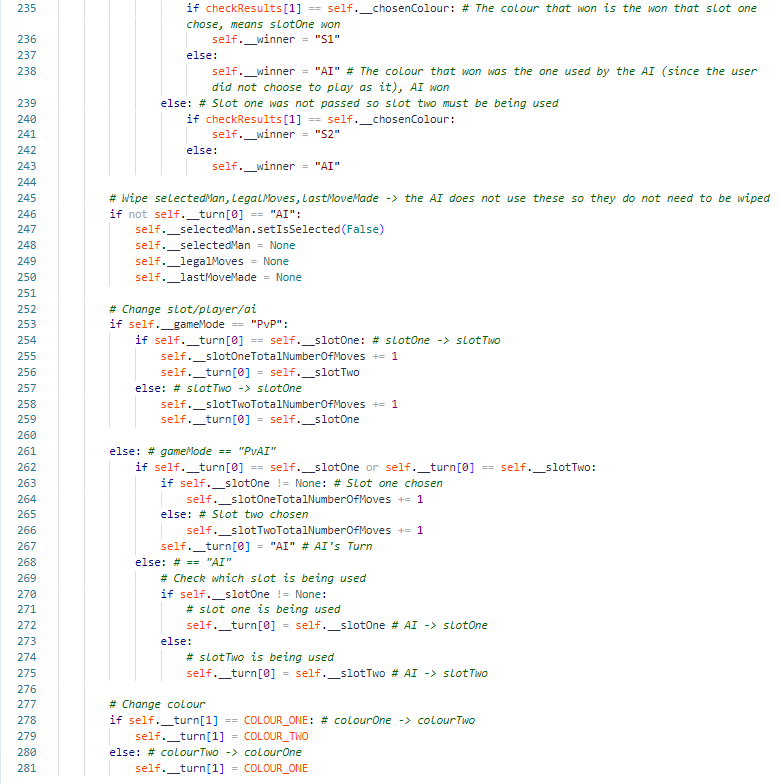 235 if checkResults[1] == self.__chosenColour: # The colour that won is the won that slot one
chose, means slotOne won
236 self.__winner = "S1"
237 else:
238 self.__winner = "AI" # The colour that won was the one used by the AI (since the user
did not choose to play as it), AI won
239 else: # Slot one was not passed so slot two must be being used
240 if checkResults[1] == self.__chosenColour:
241 self.__winner = "S2"
242 else:
243 self.__winner = "AI"
244
245 # Wipe selectedMan,legalMoves,lastMoveMade -> the AI does not use these so they do not need to be wiped
246 if not self.__turn[0] == "AI":
247 self.__selectedMan.setIsSelected(False)
248 self.__selectedMan = None
249 self.__legalMoves = None
250 self.__lastMoveMade = None
251
252 # Change slot/player/ai
253 if self.__gameMode == "PvP":
254 if self.__turn[0] == self.__slotOne: # slotOne -> slotTwo
255 self.__slotOneTotalNumberOfMoves += 1
256 self.__turn[0] = self.__slotTwo
257 else: # slotTwo -> slotOne
258 self.__slotTwoTotalNumberOfMoves += 1
259 self.__turn[0] = self.__slotOne
260
261 else: # gameMode == "PvAI"
262 if self.__turn[0] == self.__slotOne or self.__turn[0] == self.__slotTwo:
263 if self.__slotOne != None: # Slot one chosen
264 self.__slotOneTotalNumberOfMoves += 1
265 else: # Slot two chosen
266 self.__slotTwoTotalNumberOfMoves += 1
267 self.__turn[0] = "AI" # AI's Turn
268 else: # == "AI"
269 # Check which slot is being used
270 if self.__slotOne != None:
271 # slot one is being used
272 self.__turn[0] = self.__slotOne # AI -> slotOne
273 else:
274 # slotTwo is being used
275 self.__turn[0] = self.__slotTwo # AI -> slotTwo
276
277 # Change colour
278 if self.__turn[1] == COLOUR_ONE: # colourOne -> colourTwo
279 self.__turn[1] = COLOUR_TWO
280 else: # colourTwo -> colourOne
281 self.__turn[1] = COLOUR_ONE